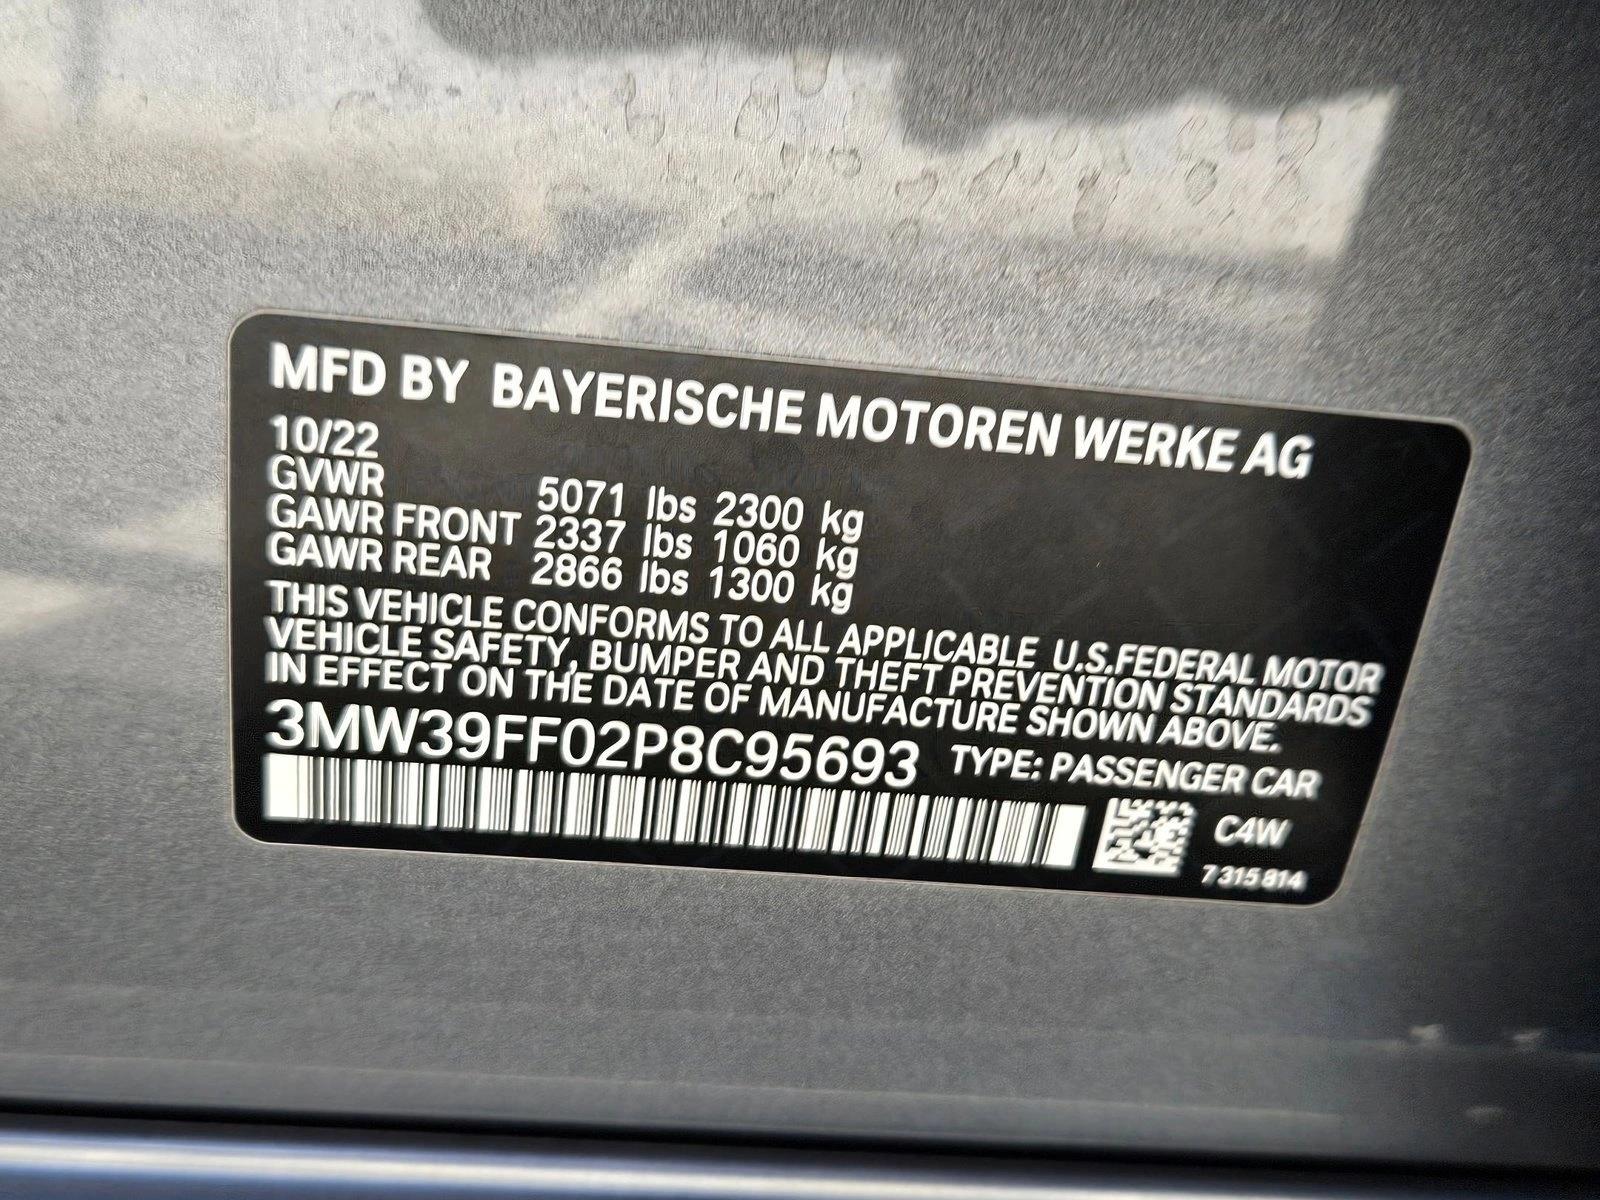 MFD BY BAYERISCHE MOTOREN WERKE AG
10/22
GVWR 5071 lbs 2300 kg
GAWR FRONT 2337 lbs 1060 kg
GAWR REAR 2866 lbs 1300 kg
THIS VEHICLE CONFORMS TO ALL APPLICABLE U.S.FEDERAL MOTOR
VEHICLE SAFETY, BUMPER AND THEFT PREVENTION STANDARDS
IN EFFECT ON THE DATE OF MANUFACTURE SHOWN ABOVE.
3MW39FF02P8C95693 TYPE: PASSENGER CAR
C4W
7 315 814